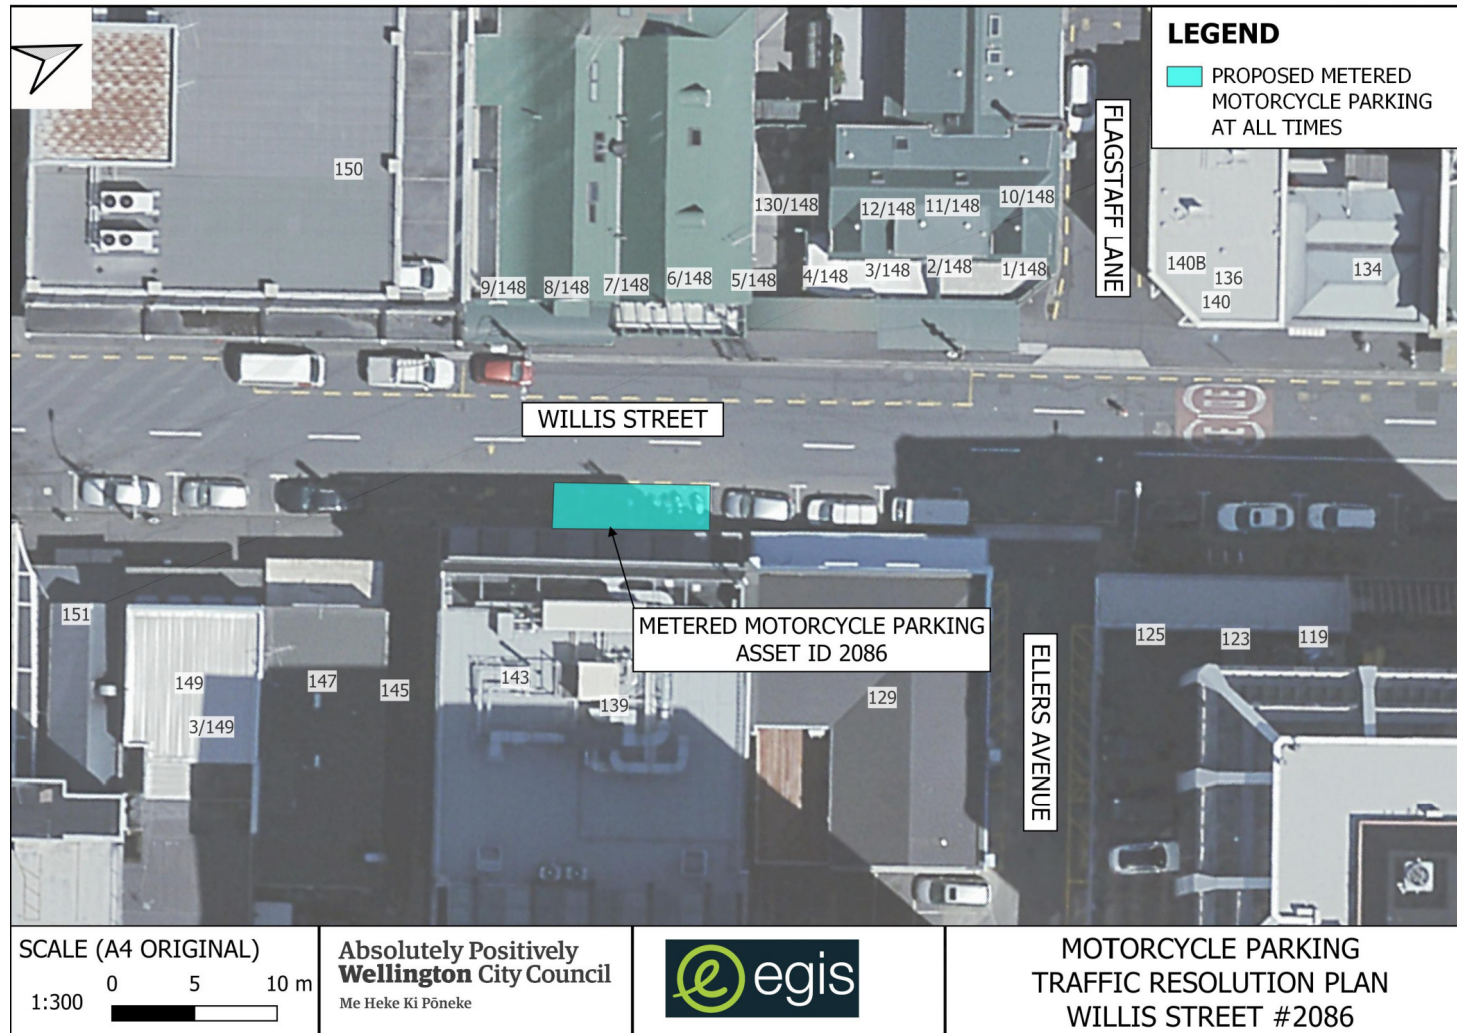 LEGEND
PROPOSED METERED
MOTORCYCLE PARKING
AT ALL TIMES
FLAGSTAFF LANE
150
130/148
12/148
11/148
10/148
9/148
8/148
7/148
6/148
5/148
4/148
3/148
2/148
1/148
140B
136
140
134
WILLIS STREET
METERED MOTORCYCLE PARKING
ASSET ID 2086
151
149
3/149
147
145
143
139
129
ELLERS AVENUE
125
123
119
SCALE (A4 ORIGINAL)
0 5 10 m
1:300
Absolutely Positively
Wellington City Council
Me Heke Ki Pōneke
e egis
MOTORCYCLE PARKING
TRAFFIC RESOLUTION PLAN
WILLIS STREET #2086